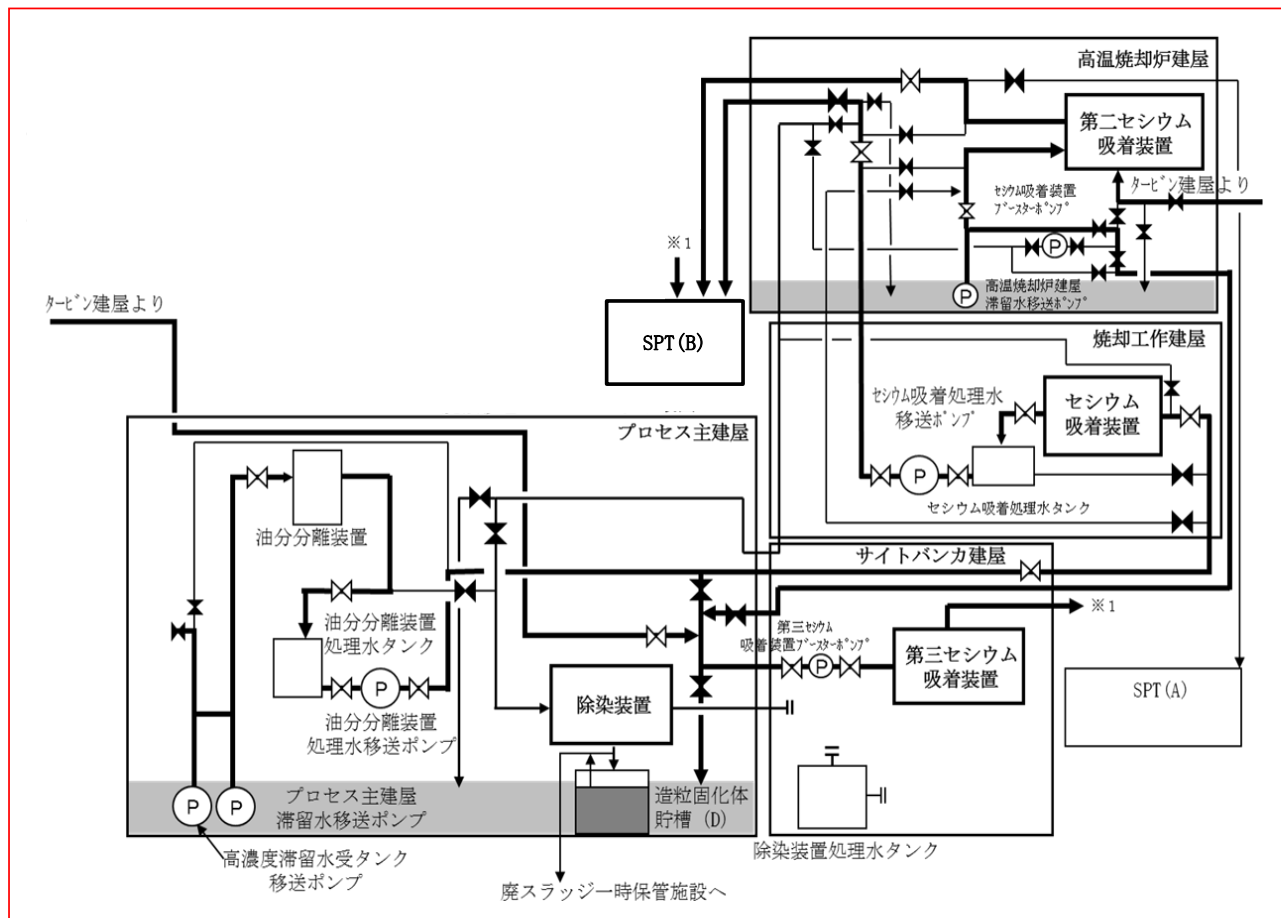 高温焼却炉建屋
第二セシウム
吸着装置
ﾀｰﾋﾞﾝ建屋より
ｾｼｳﾑ吸着装置
ﾌﾞｰｽﾀｰﾎﾟﾝﾌﾟ
P
P
高温焼却炉建屋
滞留水移送ﾎﾟﾝﾌﾟ
※1
SPT(B)
ﾀｰﾋﾞﾝ建屋より
焼却工作建屋
セシウム
吸着装置
ｾｼｳﾑ吸着処理水
移送ﾎﾟﾝﾌﾟ
P
セシウム吸着処理水タンク
プロセス主建屋
油分分離装置
油分分離装置
処理水タンク
P
油分分離装置
処理水移送ポンプ
除染装置
P
P
プロセス主建屋
滞留水移送ポンプ
造粒固化体
貯槽(D)
高濃度滞留水受タンク
移送ポンプ
廃スラッジ一時保管施設へ
サイトバンカ建屋
※1
第三ｾｼｳﾑ
吸着装置ﾌﾞｰｽﾀｰﾎﾟﾝﾌﾟ
P
第三セシウム
吸着装置
除染装置処理水タンク
SPT(A)